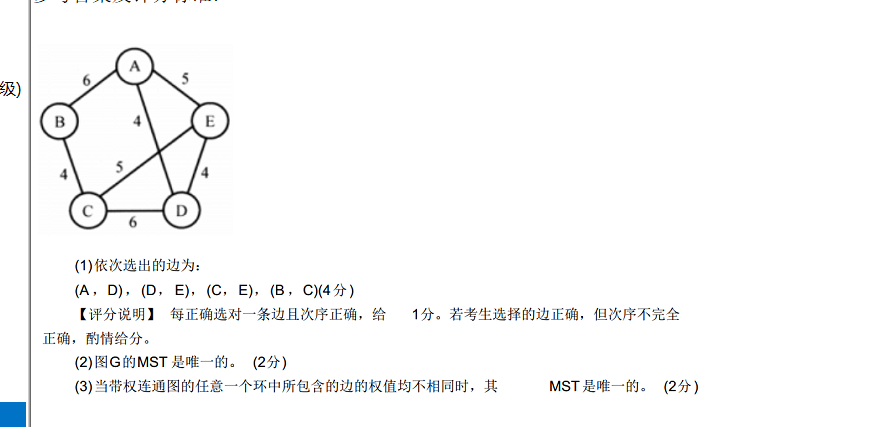 级)
A
6
5
B
4
E
5
4
4
C
D
6
(1)依次选出的边为：
(A，D)，(D，E)，(C，E)，(B，C)(4分)
【评分说明】 每正确选对一条边且次序正确，给 1分。若考生选择的边正确，但次序不完全
正确，酌情给分。
(2)图G的MST 是唯一的。 (2分)
(3)当带权连通图的任意一个环中所包含的边的权值均不相同时，其 MST 是唯一的。 (2分)